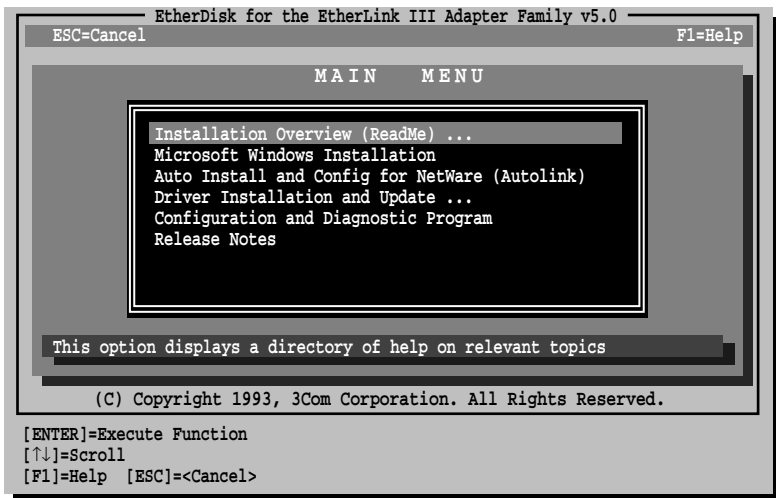 EtherDisk for the EtherLink III Adapter Family v5.0
ESC=Cancel F1=Help
MAIN MENU
Installation Overview (ReadMe) ...
Microsoft Windows Installation
Auto Install and Config for NetWare (Autolink)
Driver Installation and Update ...
Configuration and Diagnostic Program
Release Notes
This option displays a directory of help on relevant topics
(C) Copyright 1993, 3Com Corporation. All Rights Reserved.
[ENTER]=Execute Function
[↑↓]=Scroll
[F1]=Help [ESC]=<Cancel>